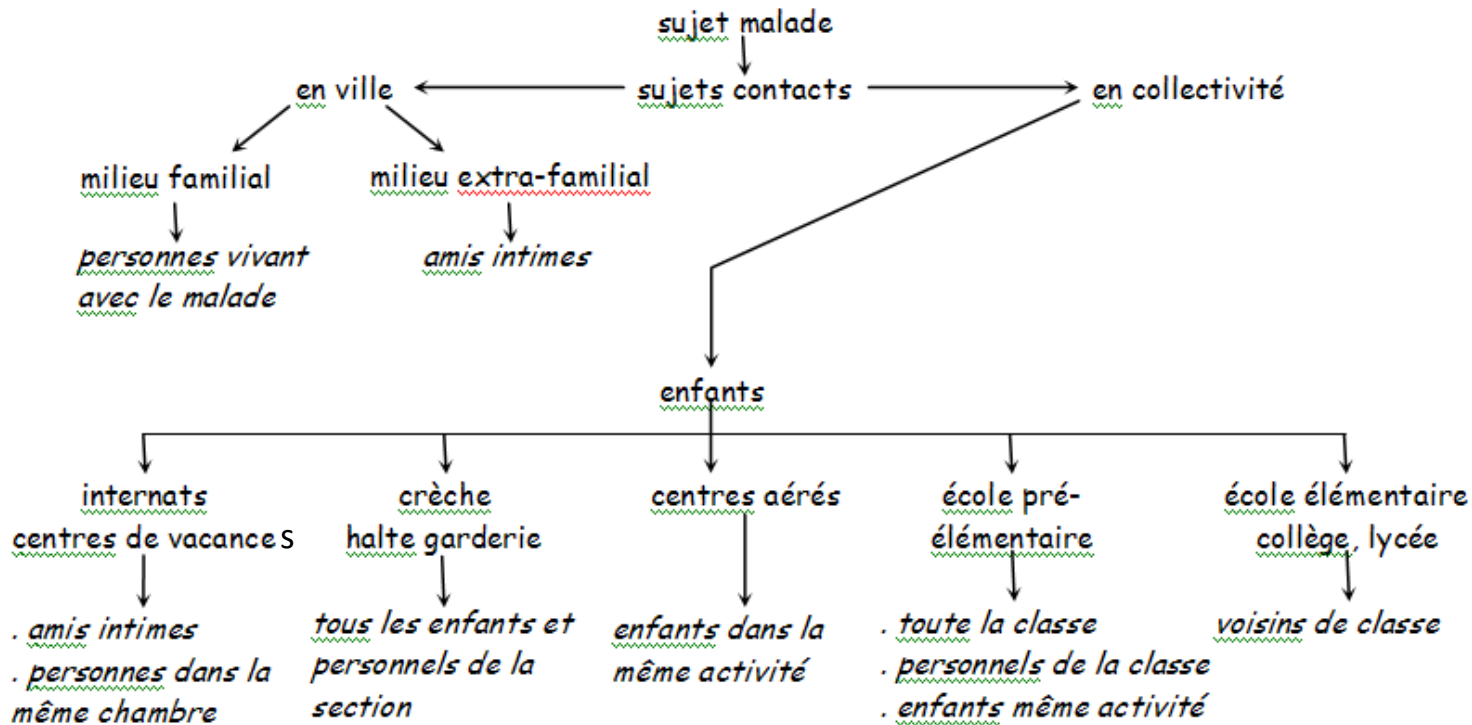 sujet malade
en ville
sujets contacts
en collectivité
milieu familial
milieu extra-familial
personnes vivant
avec le malade
amis intimes
enfants
internats
centres de vacances
crèche
halte garderie
centres aérés
école pré-
élémentaire
école élémentaire
collège, lycée
. amis intimes
. personnes dans la
même chambre
tous les enfants et
personnels de la
section
enfants dans la
même activité
. toute la classe
. personnels de la classe
. enfants même activité
voisins de classe